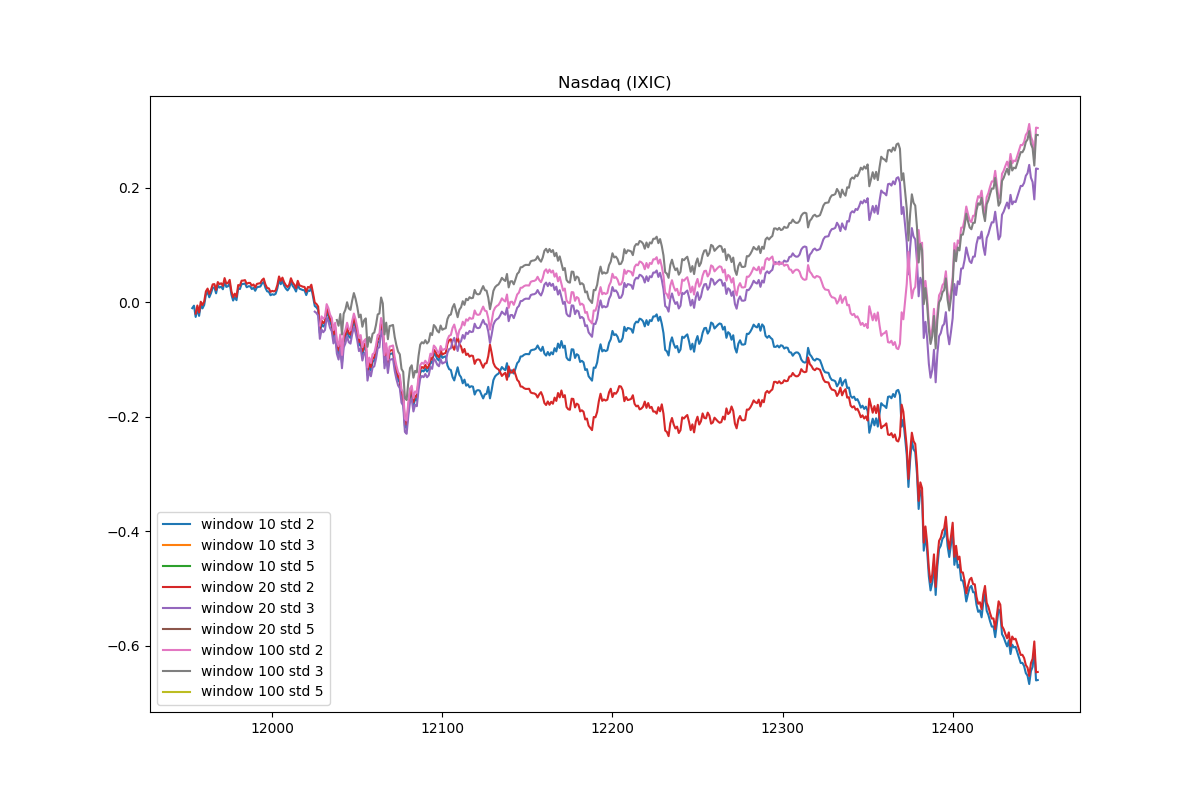 Nasdaq (IXIC)
0.2
0.0
−0.2
−0.4
−0.6
window 10 std 2
window 10 std 3
window 10 std 5
window 20 std 2
window 20 std 3
window 20 std 5
window 100 std 2
window 100 std 3
window 100 std 5
12000
12100
12200
12300
12400